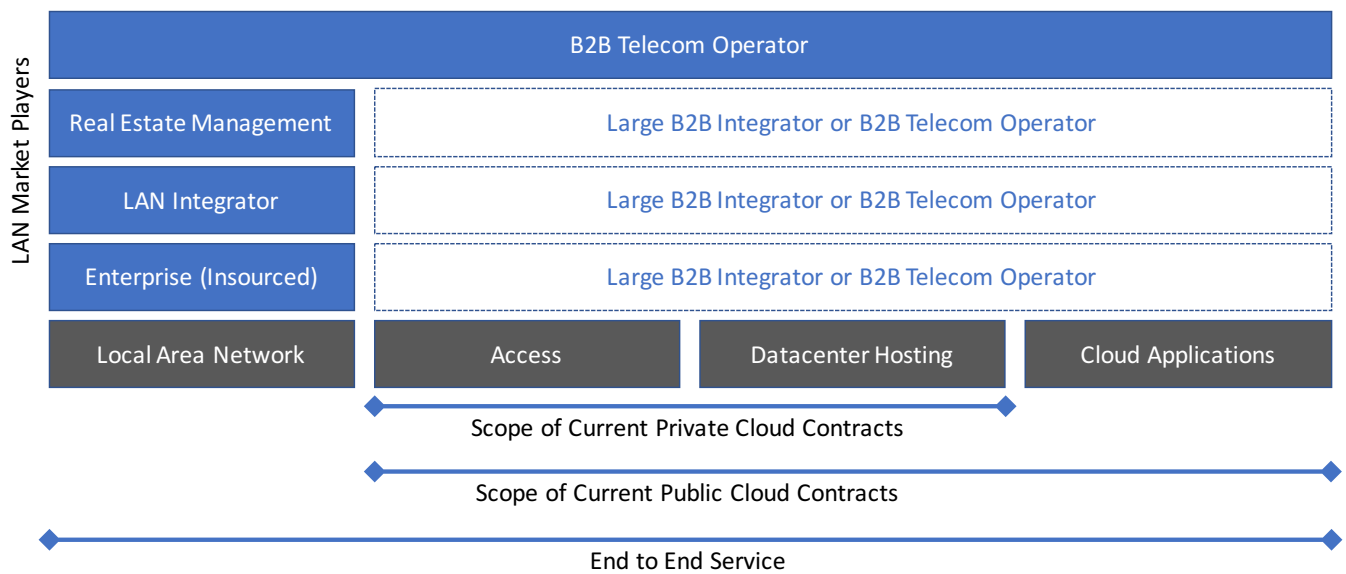 LAN Market Players
B2B Telecom Operator
Real Estate Management
Large B2B Integrator or B2B Telecom Operator
LAN Integrator
Large B2B Integrator or B2B Telecom Operator
Enterprise (Insourced)
Large B2B Integrator or B2B Telecom Operator
Local Area Network
Access
Datacenter Hosting
Cloud Applications
Scope of Current Private Cloud Contracts
Scope of Current Public Cloud Contracts
End to End Service